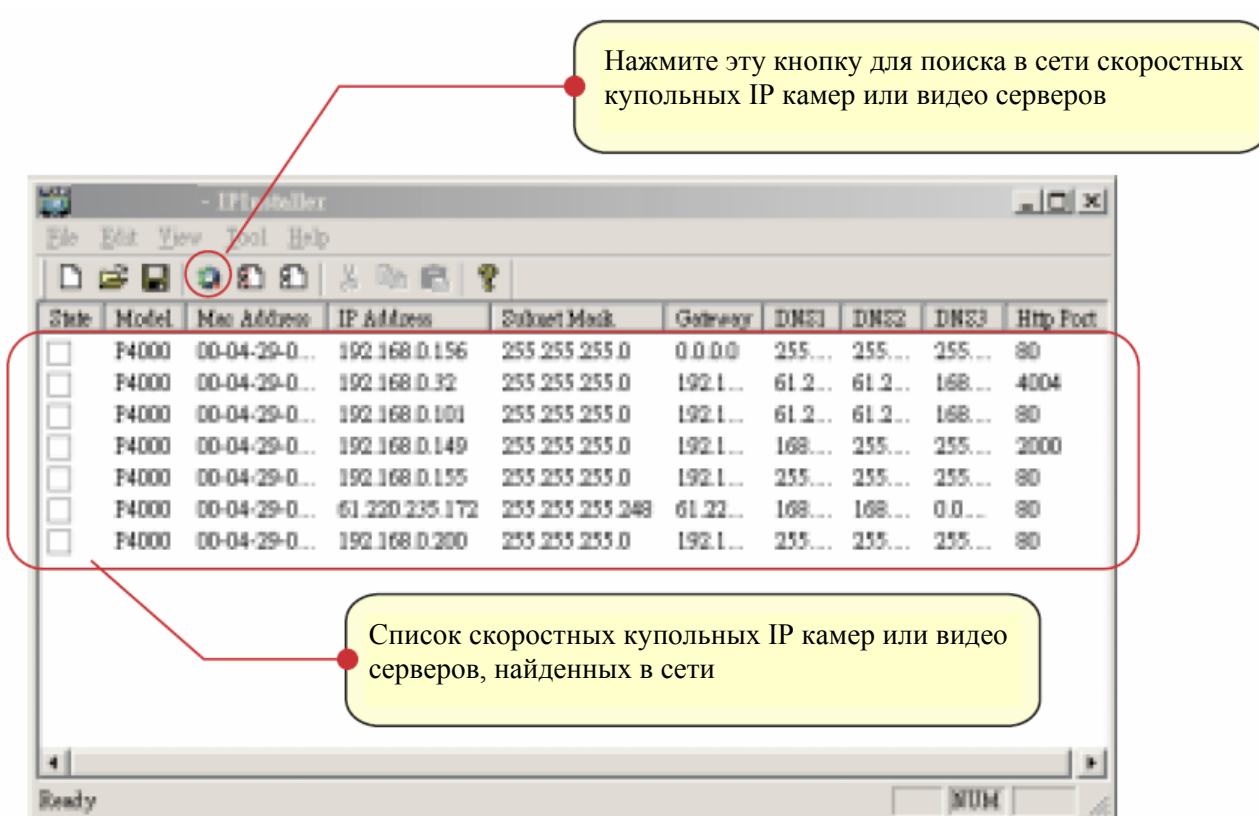 Нажмите эту кнопку для поиска в сети скоростных
купольных IP камер или видео серверов
- IPInstaller
File Edit View Tool Help
State Model Mac Address IP Address Subnet Mask Gateway DNS1 DNS2 DNS3 Http Port
P4000 00-04-29-0... 192.168.0.156 255.255.255.0 0.0.0.0 255.... 255.... 255.... 80
P4000 00-04-29-0... 192.168.0.32 255.255.255.0 192.1... 61.2... 61.2... 168.... 4004
P4000 00-04-29-0... 192.168.0.101 255.255.255.0 192.1... 61.2... 61.2... 168.... 80
P4000 00-04-29-0... 192.168.0.149 255.255.255.0 192.1... 168.... 255.... 255.... 2000
P4000 00-04-29-0... 192.168.0.155 255.255.255.0 192.1... 255.... 255.... 255.... 80
P4000 00-04-29-0... 61.220.235.172 255.255.255.248 61.22... 168.... 168.... 0.0.... 80
P4000 00-04-29-0... 192.168.0.200 255.255.255.0 192.1... 255.... 255.... 255.... 80
Список скоростных купольных IP камер или видео
серверов, найденных в сети
Ready NUM